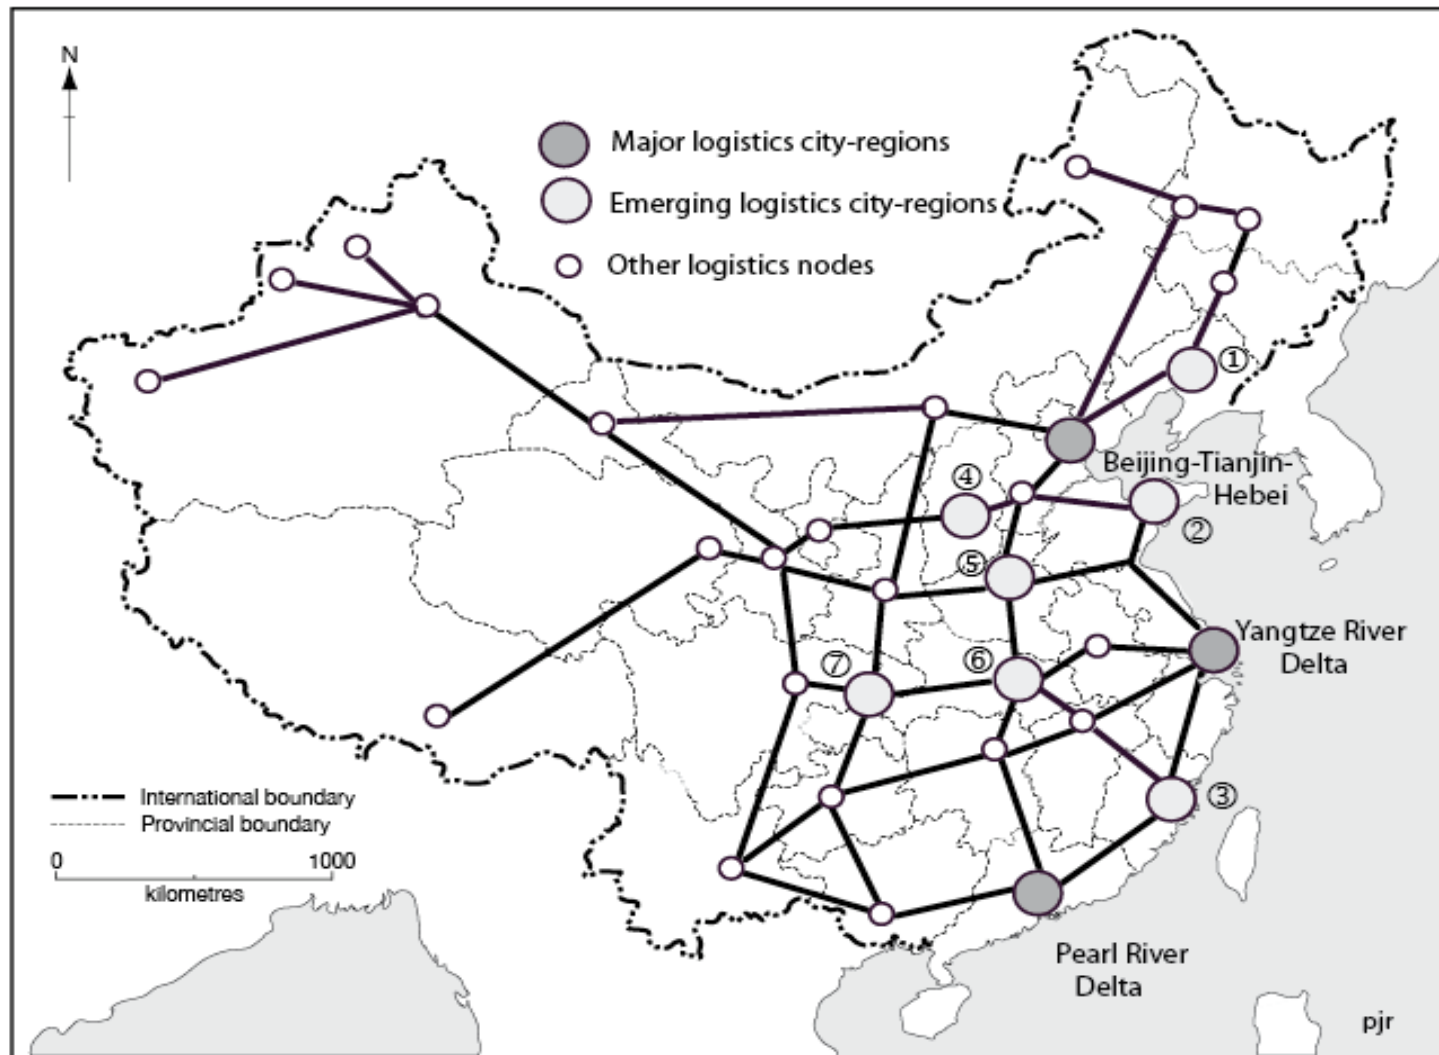 N
Major logistics city-regions
Emerging logistics city-regions
Other logistics nodes
①
Beijing-Tianjin-
Hebei
④
②
⑤
Yangtze River
Delta
⑦
⑥
③
International boundary
Provincial boundary
0 1000
kilometres
Pearl River
Delta
pjr